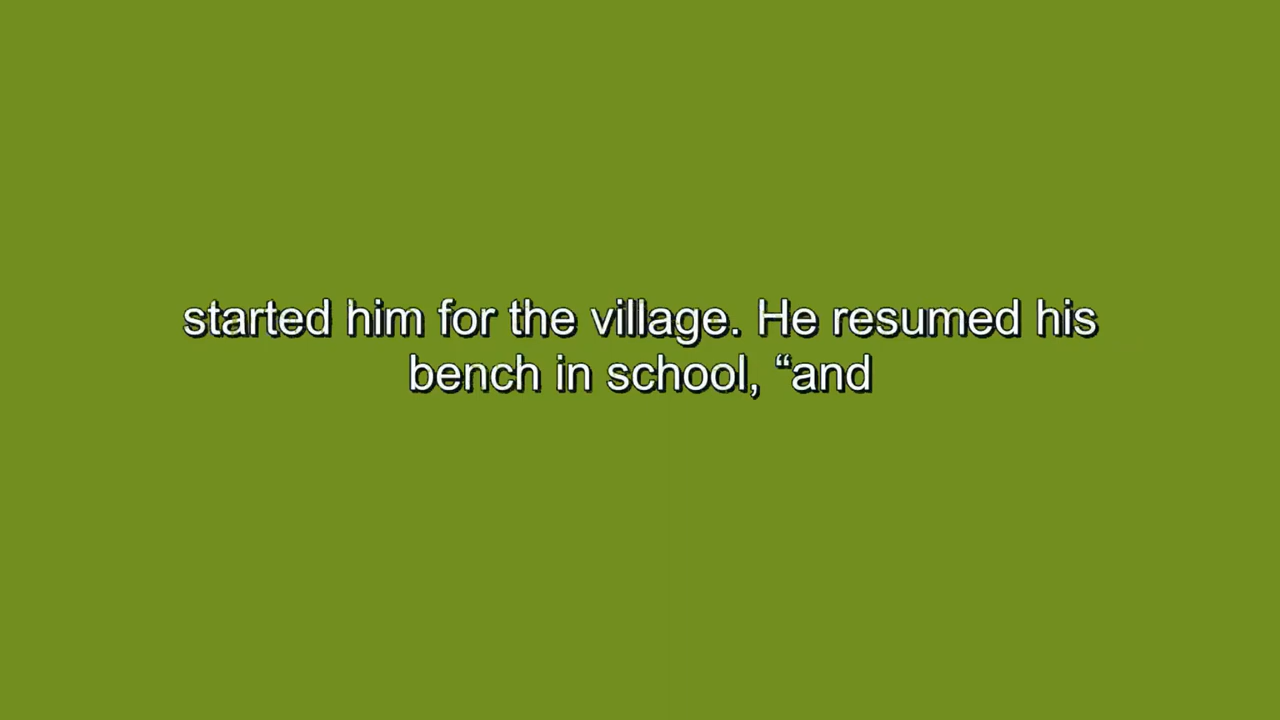 started him for the village. He resumed his
bench in school, “and